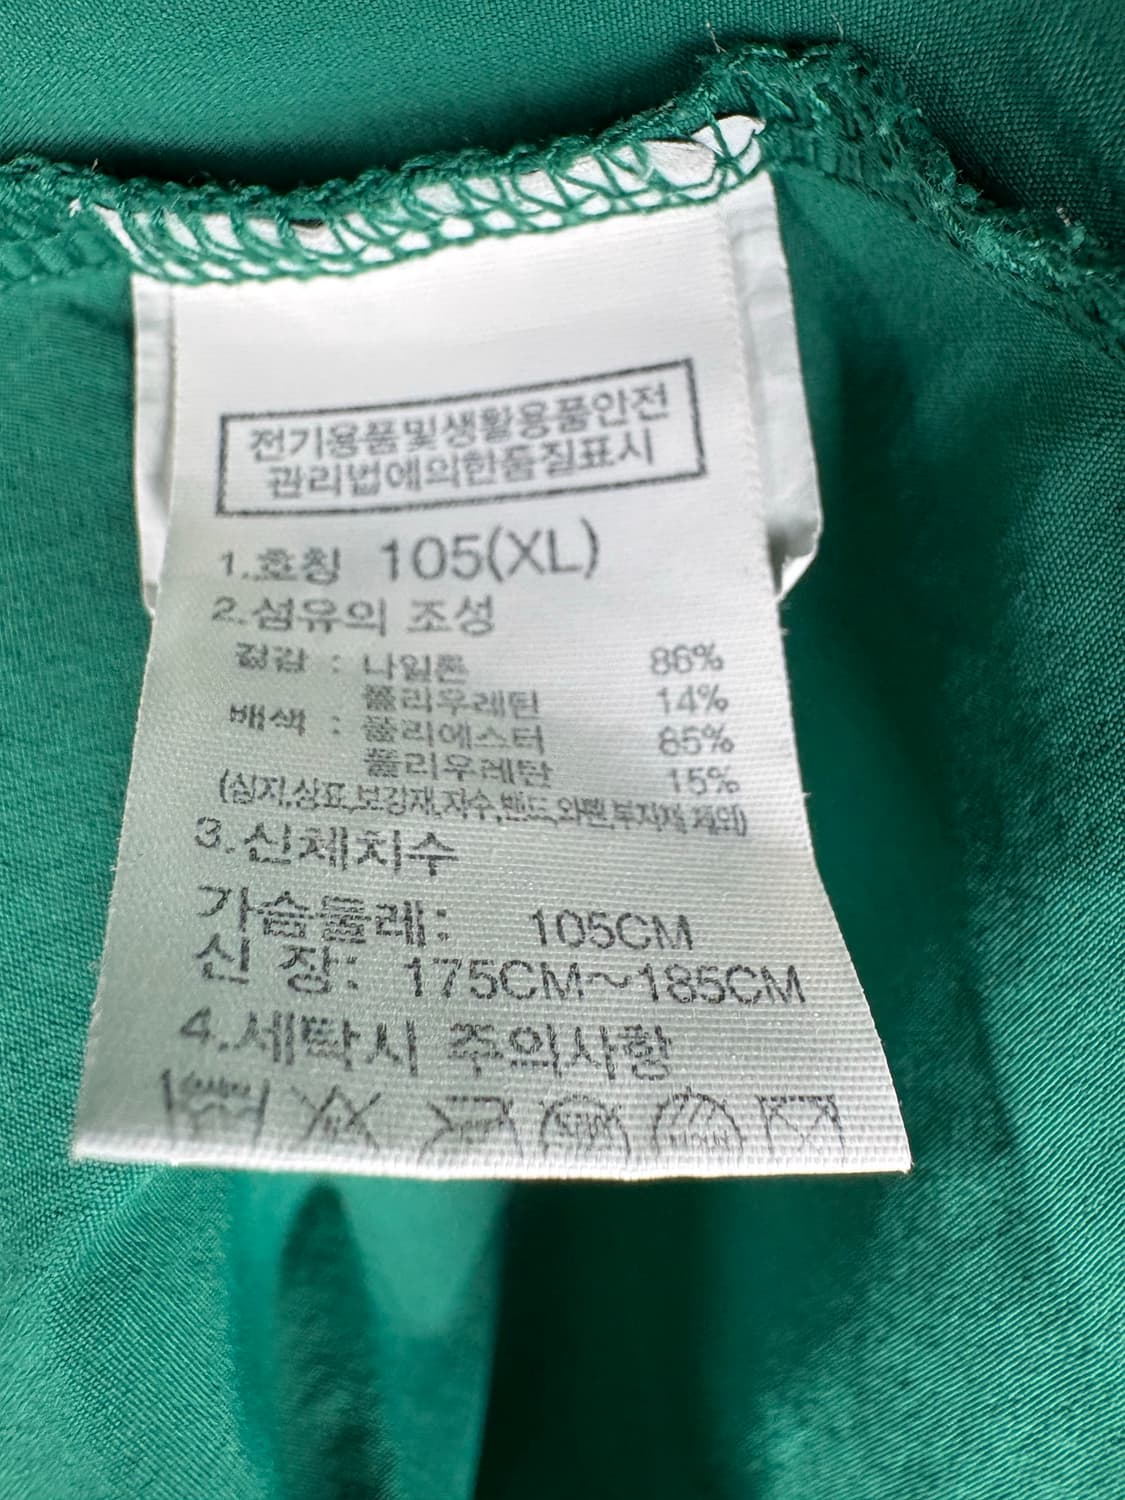 전기용품및생활용품안전
관리법에의한품질표시
1.호칭 105(XL)
2.섬유의 조성
겉감 : 나일론 86%
폴리우레탄 14%
배색 : 폴리에스터 85%
폴리우레탄 15%
(심지,상표,보강재,자수,밴드,와펜,부자재 제외)
3.신체치수
가슴둘레: 105CM
신 장: 175CM~185CM
4.세탁시 주의사항